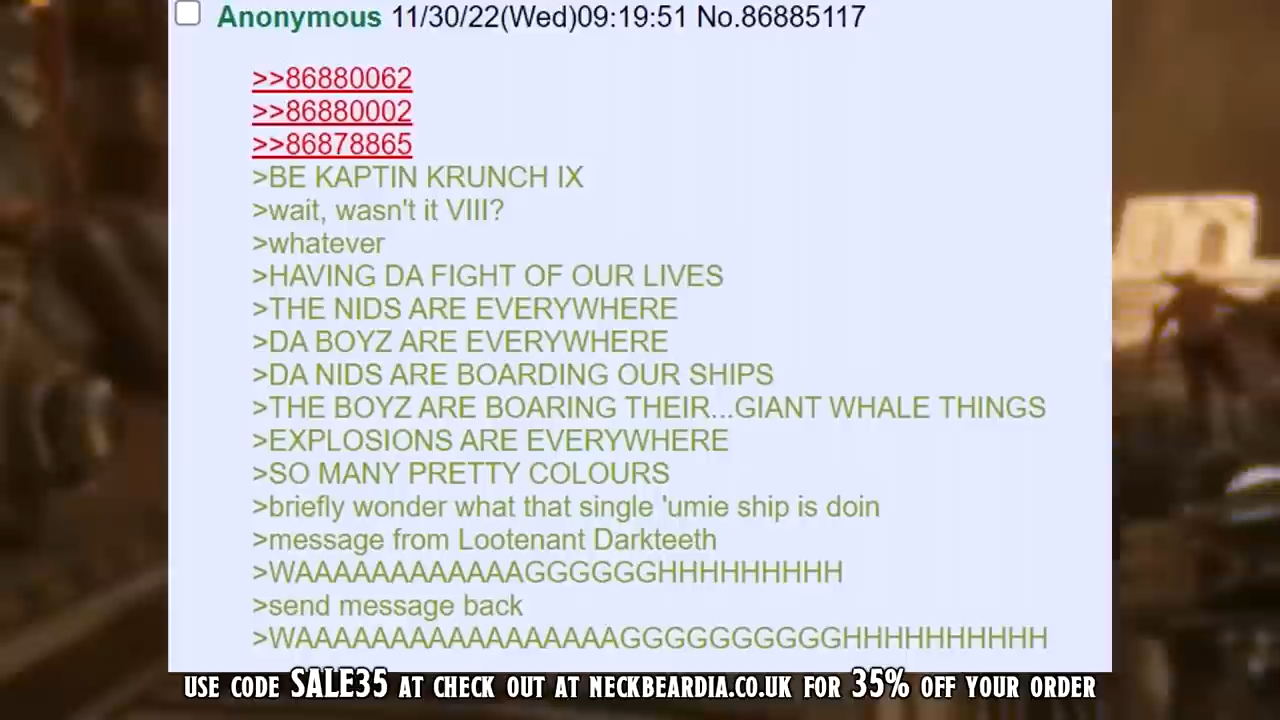 Anonymous 11/30/22(Wed)09:19:51 No.86885117
>>86880062
>>86880002
>>86878865
>BE KAPTIN KRUNCH IX
>wait, wasn't it VIII?
>whatever
>HAVING DA FIGHT OF OUR LIVES
>THE NIDS ARE EVERYWHERE
>DA BOYZ ARE EVERYWHERE
>DA NIDS ARE BOARDING OUR SHIPS
>THE BOYZ ARE BOARING THEIR...GIANT WHALE THINGS
>EXPLOSIONS ARE EVERYWHERE
>SO MANY PRETTY COLOURS
>briefly wonder what that single 'umie ship is doin
>message from Lootenant Darkteeth
>WAAAAAAAAAAAAGGGGGGHHHHHHHHH
>send message back
>WAAAAAAAAAAAAAAAAAGGGGGGGGGGHHHHHHHHHHH
USE CODE SALE35 AT CHECK OUT AT NECKBEARDIA.CO.UK FOR 35% OFF YOUR ORDER